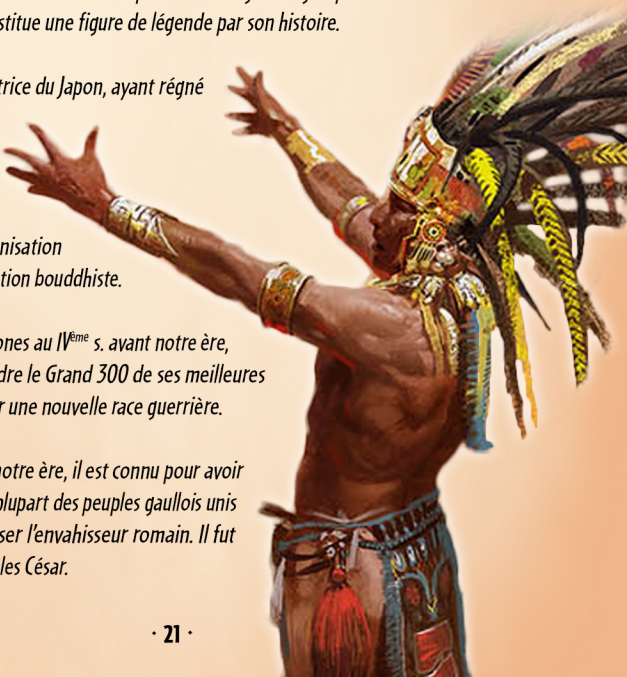 stitue une figure de légende par son histoire.
trice du Japon, ayant régné
nisation
tion bouddhiste.
ones au IVème s. avant notre ère,
dre le Grand 300 de ses meilleures
r une nouvelle race guerrière.
notre ère, il est connu pour avoir
plupart des peuples gaullois unis
ser l'envahisseur romain. Il fut
les César.
· 21 ·